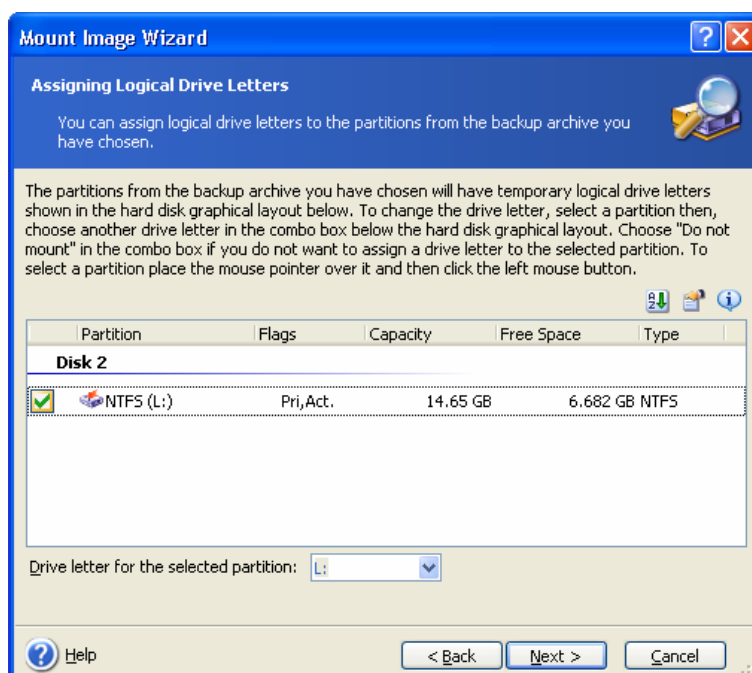 Mount Image Wizard
Assigning Logical Drive Letters
You can assign logical drive letters to the partitions from the backup archive you
have chosen.
The partitions from the backup archive you have chosen will have temporary logical drive letters
shown in the hard disk graphical layout below. To change the drive letter, select a partition then,
choose another drive letter in the combo box below the hard disk graphical layout. Choose "Do not
mount" in the combo box if you do not want to assign a drive letter to the selected partition. To
select a partition place the mouse pointer over it and then click the left mouse button.
Partition Flags Capacity Free Space Type
Disk 2
NTFS (L:) Pri,Act. 14.65 GB 6.682 GB NTFS
Drive letter for the selected partition: L:
Help < Back Next > Cancel